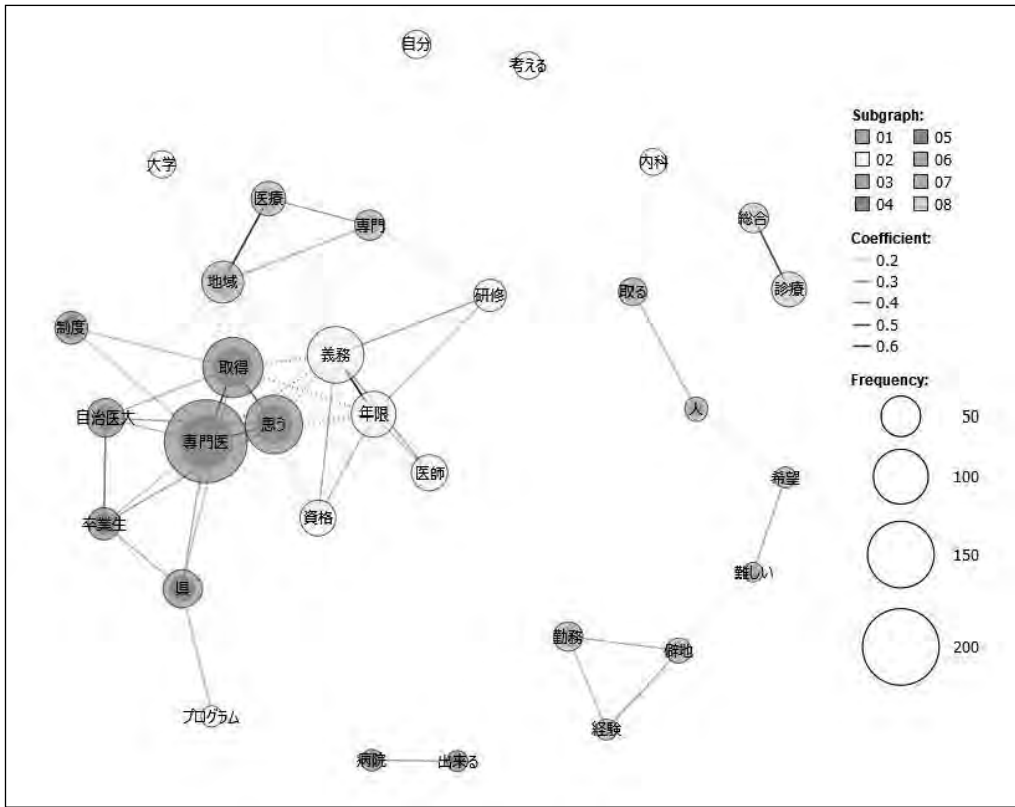 自分
考える
大学
内科
医療
専門
総合
地域
研修
取る
診療
制度
取得
義務
自治医大
専門医
思う
年限
人
医師
希望
卒業生
資格
県
難しい
勤務
僻地
プログラム
経験
病院
出来る
Subgraph:
01 05
02 06
03 07
04 08
Coefficient:
0.2
0.3
0.4
0.5
0.6
Frequency:
50
100
150
200